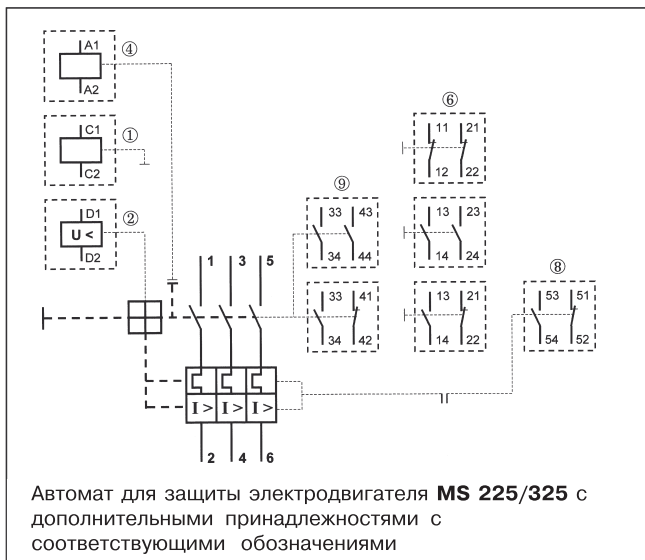 A1 ④
A2
C1 ①
C2
D1 ②
U <
D2
⑥
11 21
12 22
⑨
33 43
34 44
13 23
14 24
⑧
1 3 5
33 41
34 42
13 21
14 22
53 51
54 52
I > I > I >
2 4 6
Автомат для защиты электродвигателя MS 225/325 с
дополнительными принадлежностями с
соответствующими обозначениями